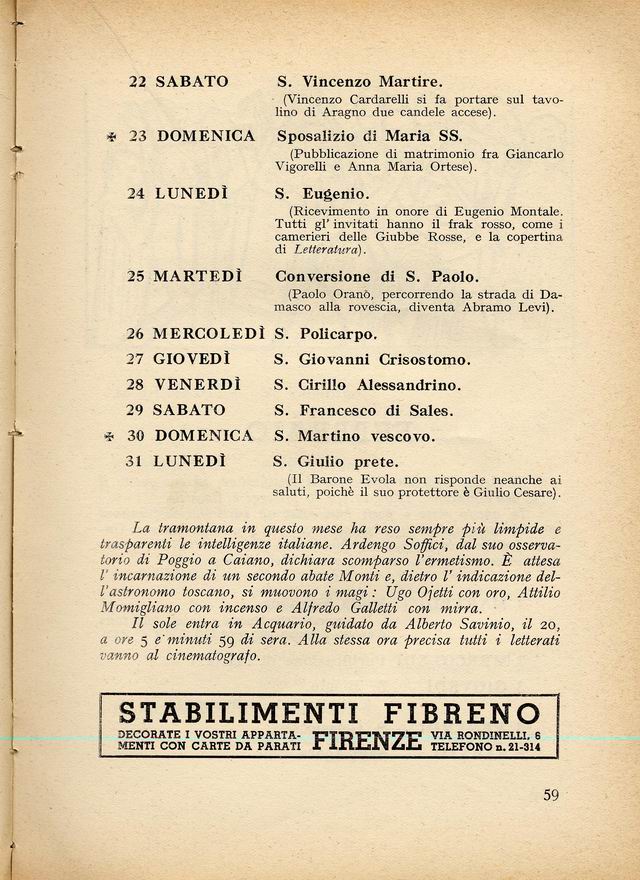 22 SABATO S. Vincenzo Martire.
(Vincenzo Cardarelli si fa portare sul tavo-
lino di Aragno due candele accese).
✠ 23 DOMENICA Sposalizio di Maria SS.
(Pubblicazione di matrimonio fra Giancarlo
Vigorelli e Anna Maria Ortese).
24 LUNEDÌ S. Eugenio.
(Ricevimento in onore di Eugenio Montale.
Tutti gl' invitati hanno il frak rosso, come i
camerieri delle Giubbe Rosse, e la copertina
di Letteratura).
25 MARTEDÌ Conversione di S. Paolo.
(Paolo Orano, percorrendo la strada di Da-
masco alla rovescia, diventa Abramo Levi).
26 MERCOLEDÌ S. Policarpo.
27 GIOVEDÌ S. Giovanni Crisostomo.
28 VENERDÌ S. Cirillo Alessandrino.
29 SABATO S. Francesco di Sales.
✠ 30 DOMENICA S. Martino vescovo.
31 LUNEDÌ S. Giulio prete.
(Il Barone Evola non risponde neanche ai
saluti, poichè il suo protettore è Giulio Cesare).
La tramontana in questo mese ha reso sempre più limpide e
trasparenti le intelligenze italiane. Ardengo Soffici, dal suo osserva-
torio di Poggio a Caiano, dichiara scomparso l'ermetismo. È attesa
l' incarnazione di un secondo abate Monti e, dietro l' indicazione del-
l'astronomo toscano, si muovono i magi : Ugo Ojetti con oro, Attilio
Momigliano con incenso e Alfredo Galletti con mirra.
Il sole entra in Acquario, guidato da Alberto Savinio, il 20,
a ore 5 e minuti 59 di sera. Alla stessa ora precisa tutti i letterati
vanno al cinematografo.
STABILIMENTI FIBRENO
DECORATE I VOSTRI APPARTA-
MENTI CON CARTE DA PARATI
FIRENZE
VIA RONDINELLI, 6
TELEFONO n. 21-314
59